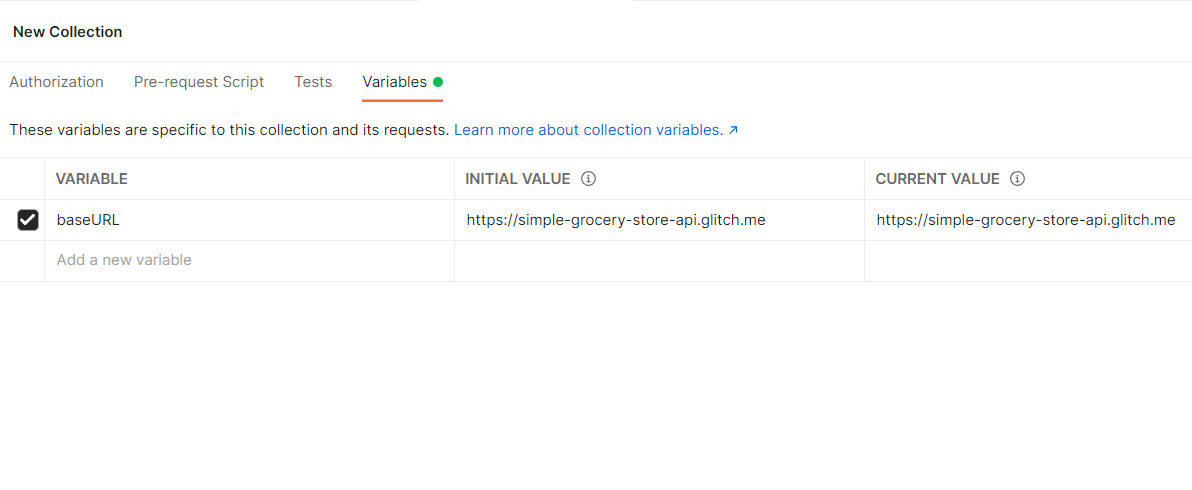 New Collection
Authorization Pre-request Script Tests Variables
These variables are specific to this collection and its requests. Learn more about collection variables. ↗
VARIABLE INITIAL VALUE CURRENT VALUE
baseURL https://simple-grocery-store-api.glitch.me https://simple-grocery-store-api.glitch.me
Add a new variable